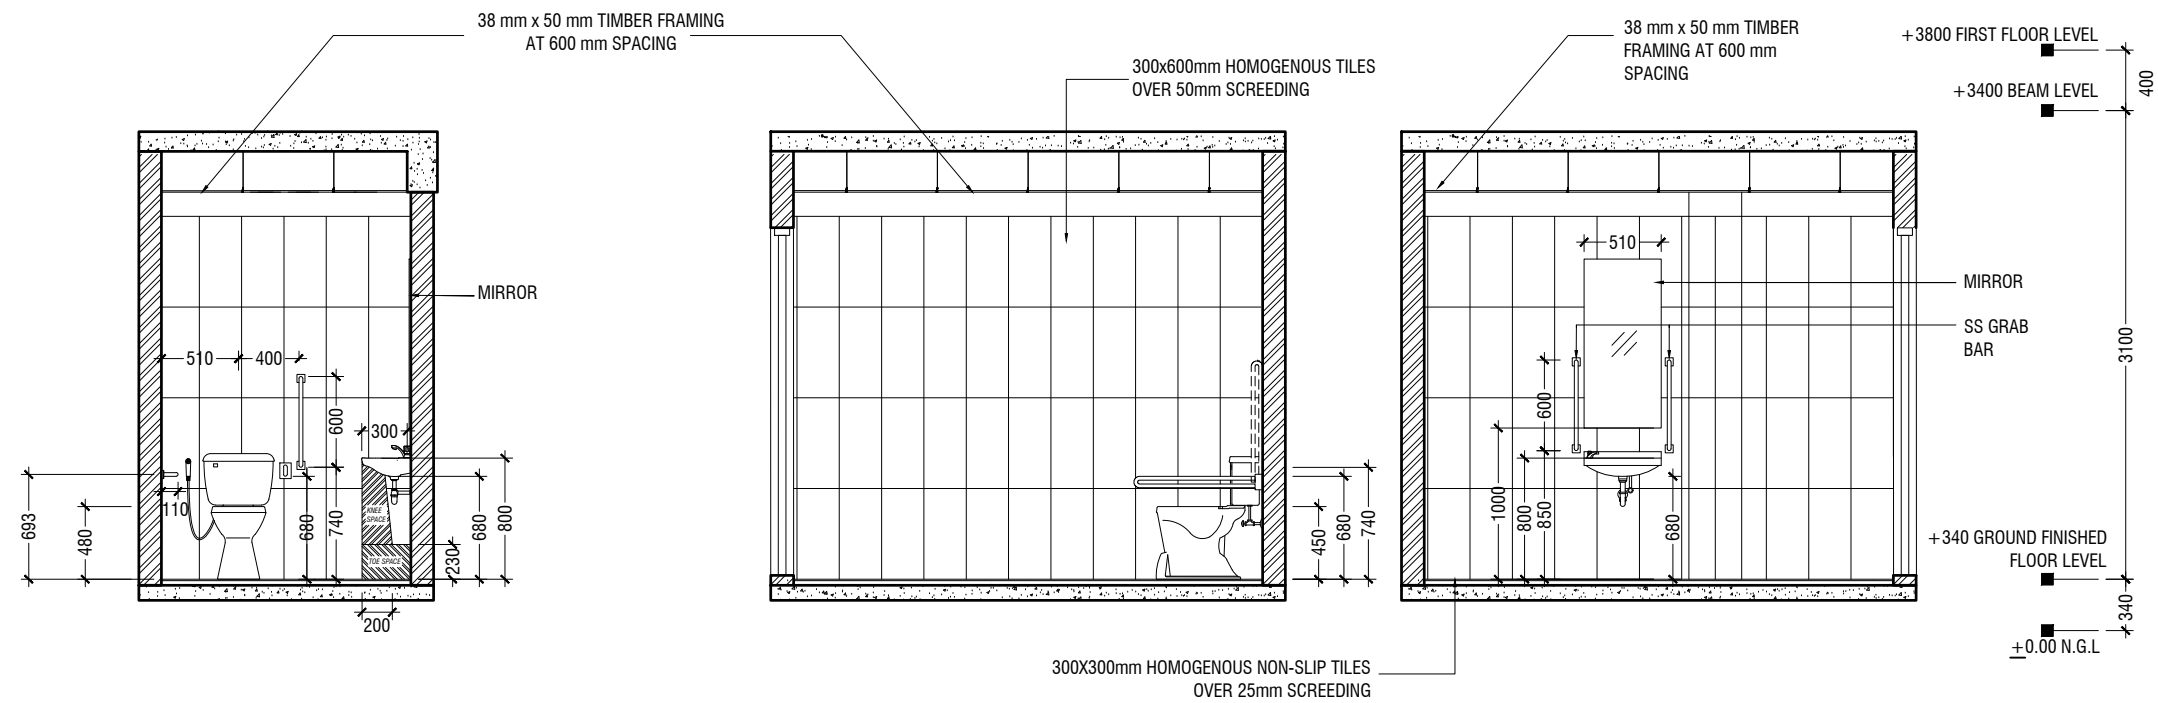 38 mm x 50 mm TIMBER FRAMING
AT 600 mm SPACING
300x600mm HOMOGENOUS TILES
OVER 50mm SCREEDING
38 mm x 50 mm TIMBER
FRAMING AT 600 mm
SPACING
+3800 FIRST FLOOR LEVEL
400
+3400 BEAM LEVEL
MIRROR
510
400
600
300
693
480
110
680
740
KNEE
SPACE
TOE SPACE
230
680
800
200
450
680
740
510
MIRROR
SS GRAB
BAR
600
1000
800
850
680
3100
+340 GROUND FINISHED
FLOOR LEVEL
340
±0.00 N.G.L
300X300mm HOMOGENOUS NON-SLIP TILES
OVER 25mm SCREEDING